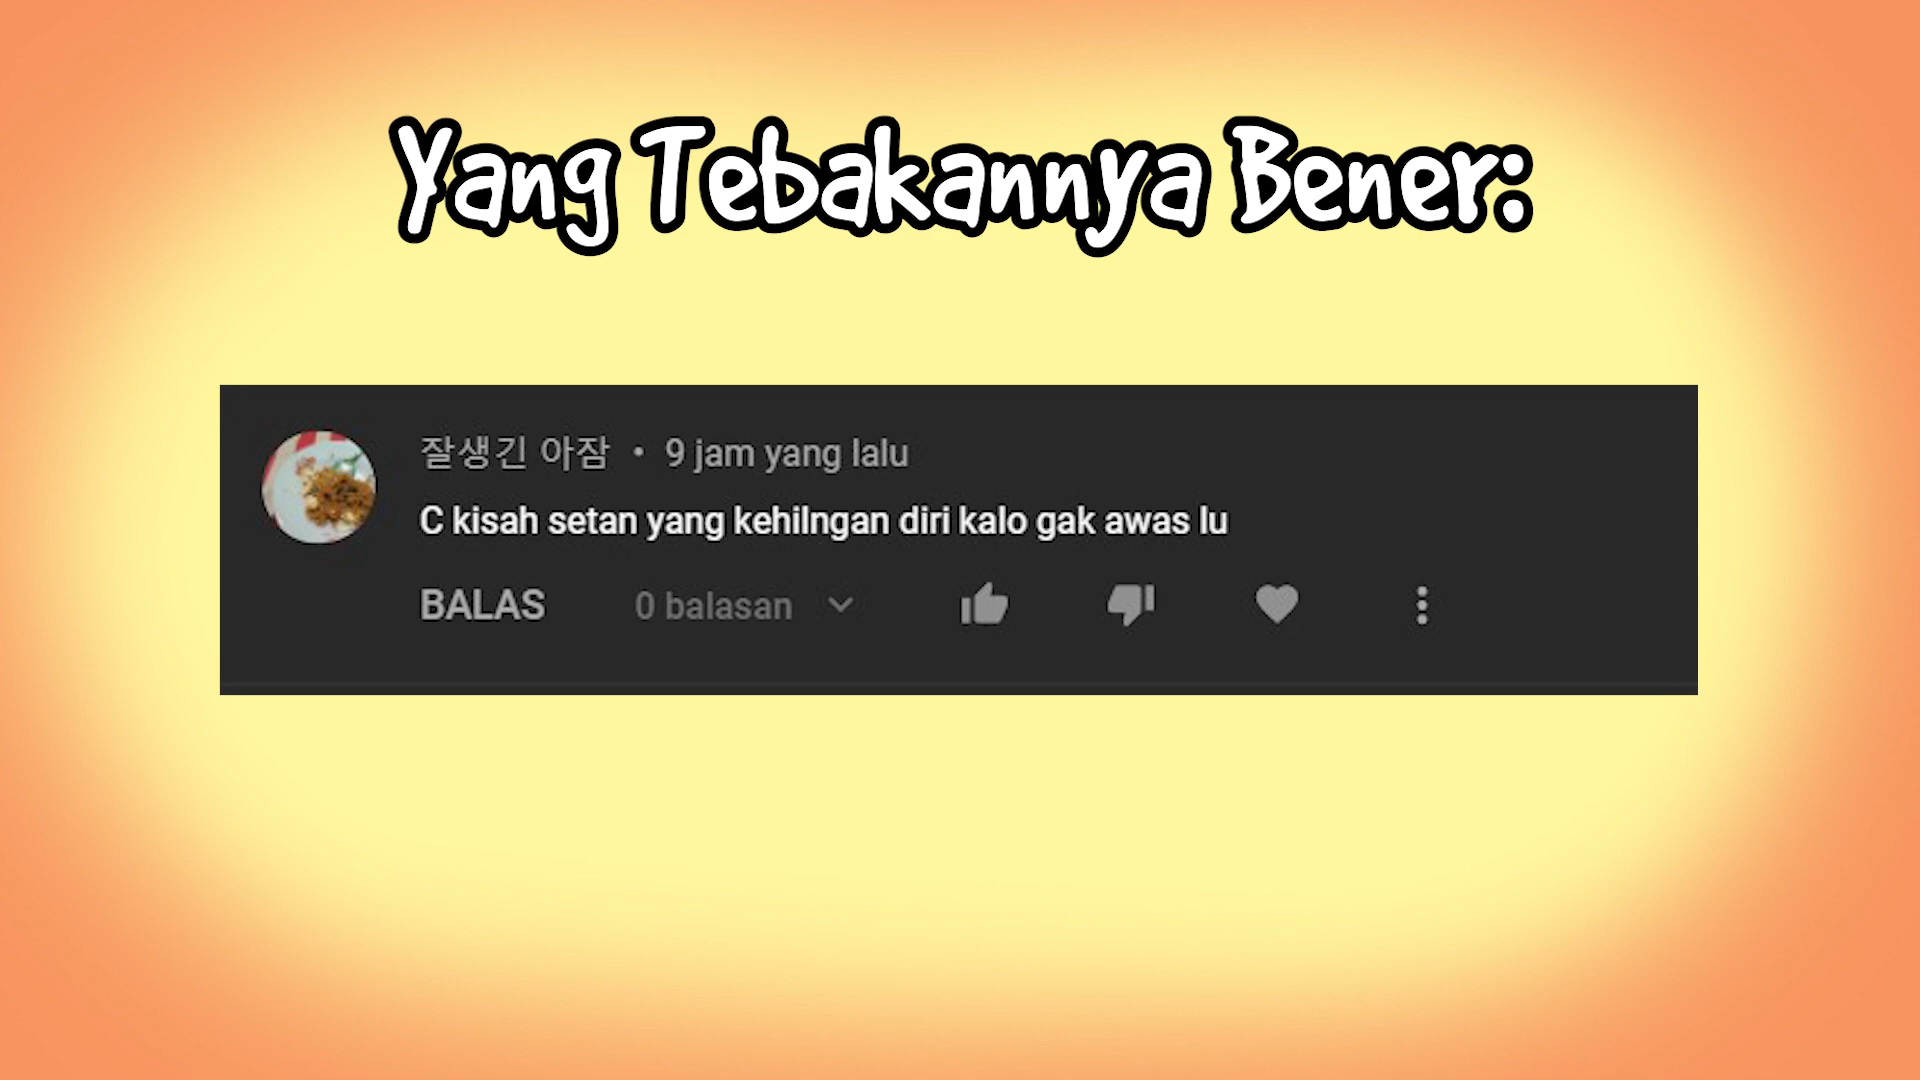 Yang Tebakannya Bener:
잘생긴 아잠 • 9 jam yang lalu
C kisah setan yang kehilngan diri kalo gak awas lu
BALAS 0 balasan